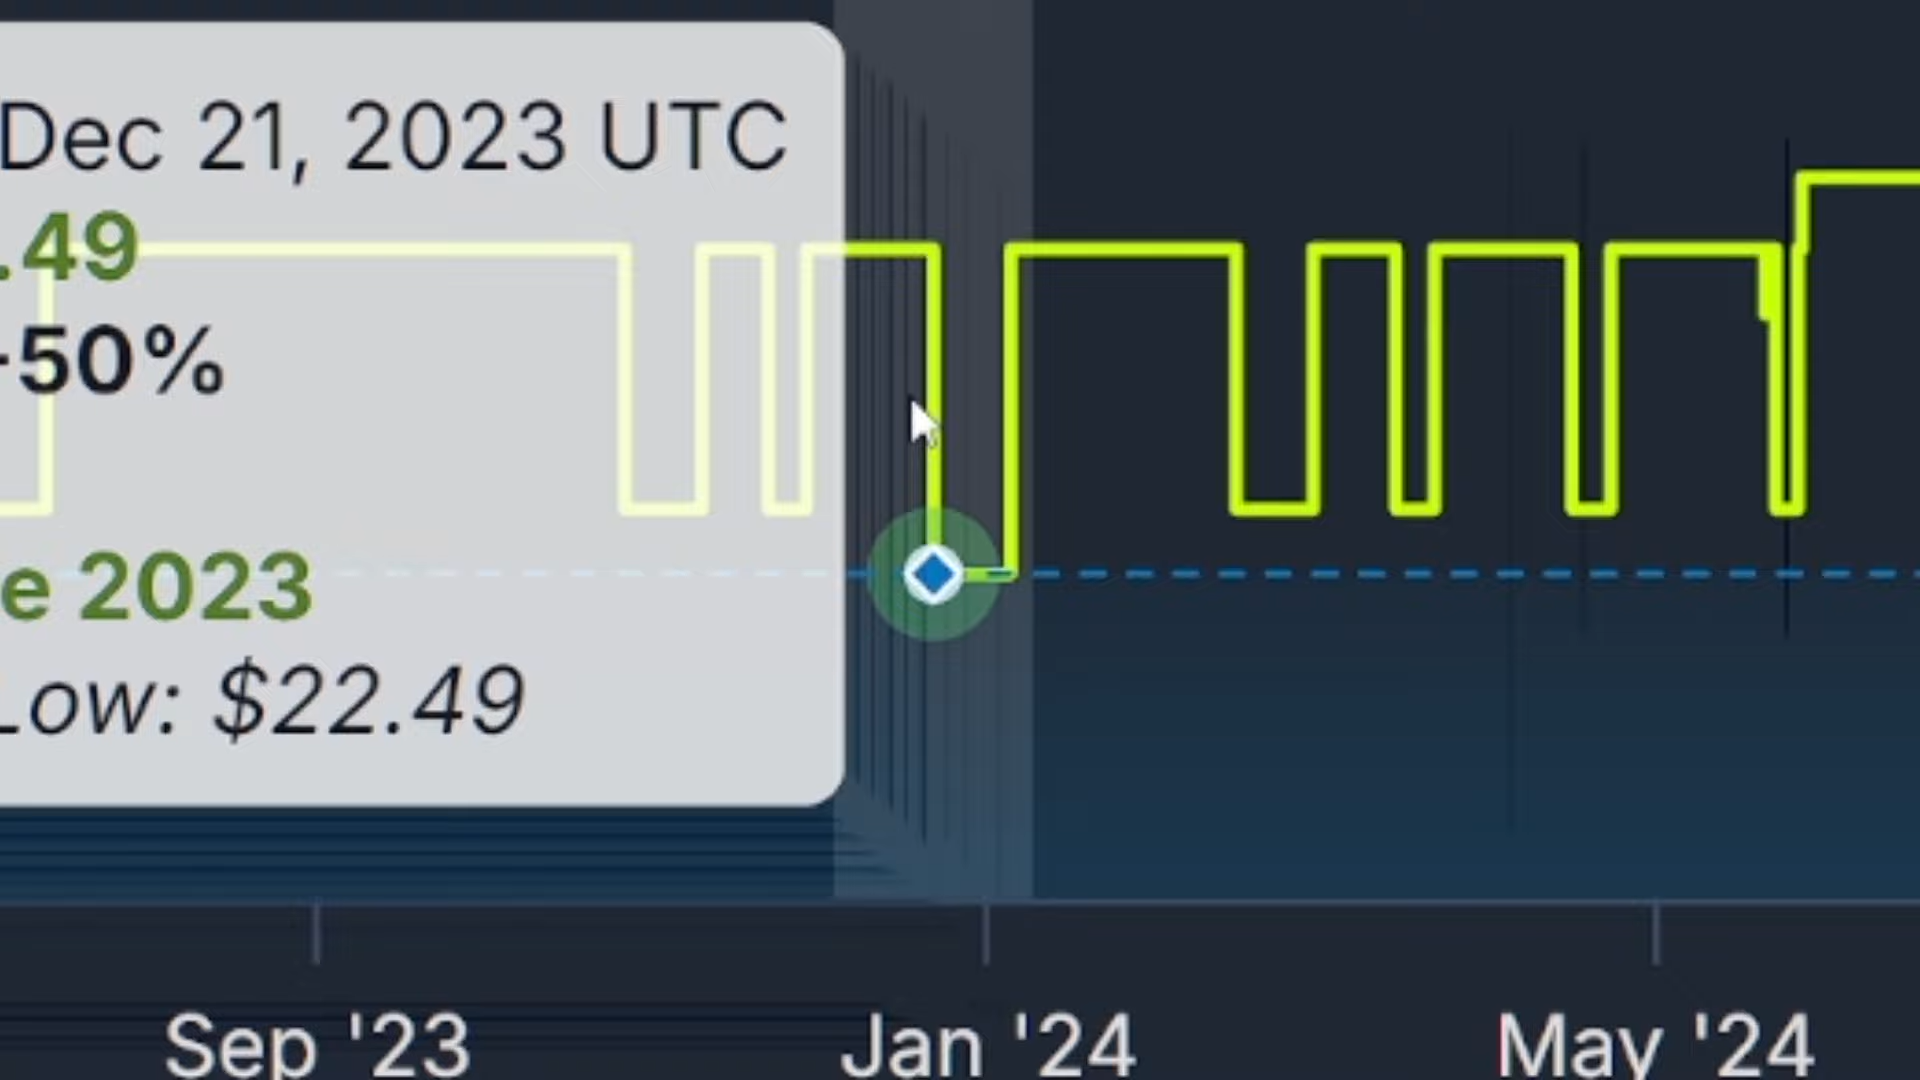 Dec 21, 2023 UTC
.49
-50%
e 2023
Low: $22.49
Sep '23
Jan '24
May '24